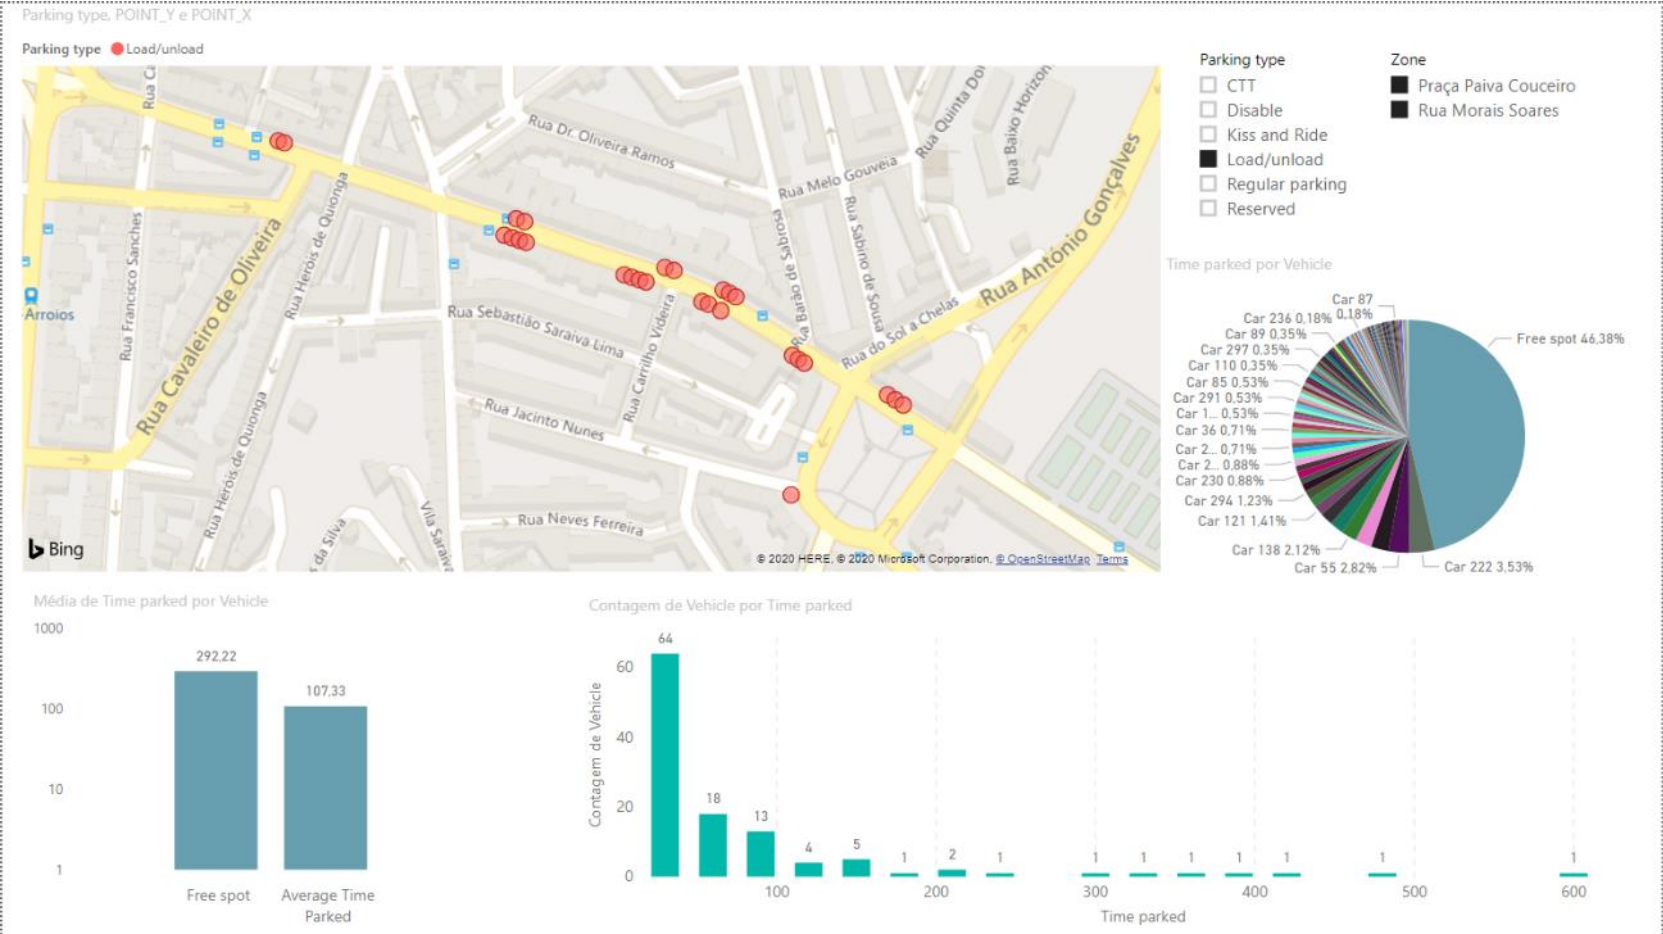 Parking type, POINT_Y e POINT_X
Parking type Load/unload
Rua Ca
Rua Dr. Oliveira Ramos
Rua Quinta Do
Rua Baixo Horizon
Rua Melo Gouveia
Rua António Gonçalves
Rua Francisco Sanches
Rua Heróis de Quionga
Rua Cavaleiro de Oliveira
Rua Barão de Sabrosa
Rua Sabino de Sousa
Arroios
Rua Sebastião Saraiva Lima
Rua Carrilho Videira
Rua Barão
Rua do Sol a Chelas
Rua Jacinto Nunes
Rua Heróis de Quionga
Rua Neves Ferreira
da Silva
Vila Saraiva
Bing
© 2020 HERE, © 2020 Microsoft Corporation, © OpenStreetMap Terms
Parking type
CTT
Disable
Kiss and Ride
Load/unload
Regular parking
Reserved
Zone
Praça Paiva Couceiro
Rua Morais Soares
Time parked por Vehicle
Car 87
0,18%
Car 236 0,18%
Car 89 0,35%
Car 297 0,35%
Car 110 0,35%
Car 85 0,53%
Car 291 0,53%
Car 1... 0,53%
Car 36 0,71%
Car 2... 0,71%
Car 2... 0,88%
Car 230 0,88%
Car 294 1,23%
Car 121 1,41%
Car 138 2,12%
Car 55 2,82%
Car 222 3,53%
Free spot 46,38%
Média de Time parked por Vehicle
1000
100
10
1
292,22
107,33
Free spot
Average Time
Parked
Contagem de Vehicle por Time parked
Contagem de Vehicle
60
40
20
0
64
18
13
4
5
1
2
1
1
1
1
1
1
1
1
100
200
300
400
500
600
Time parked